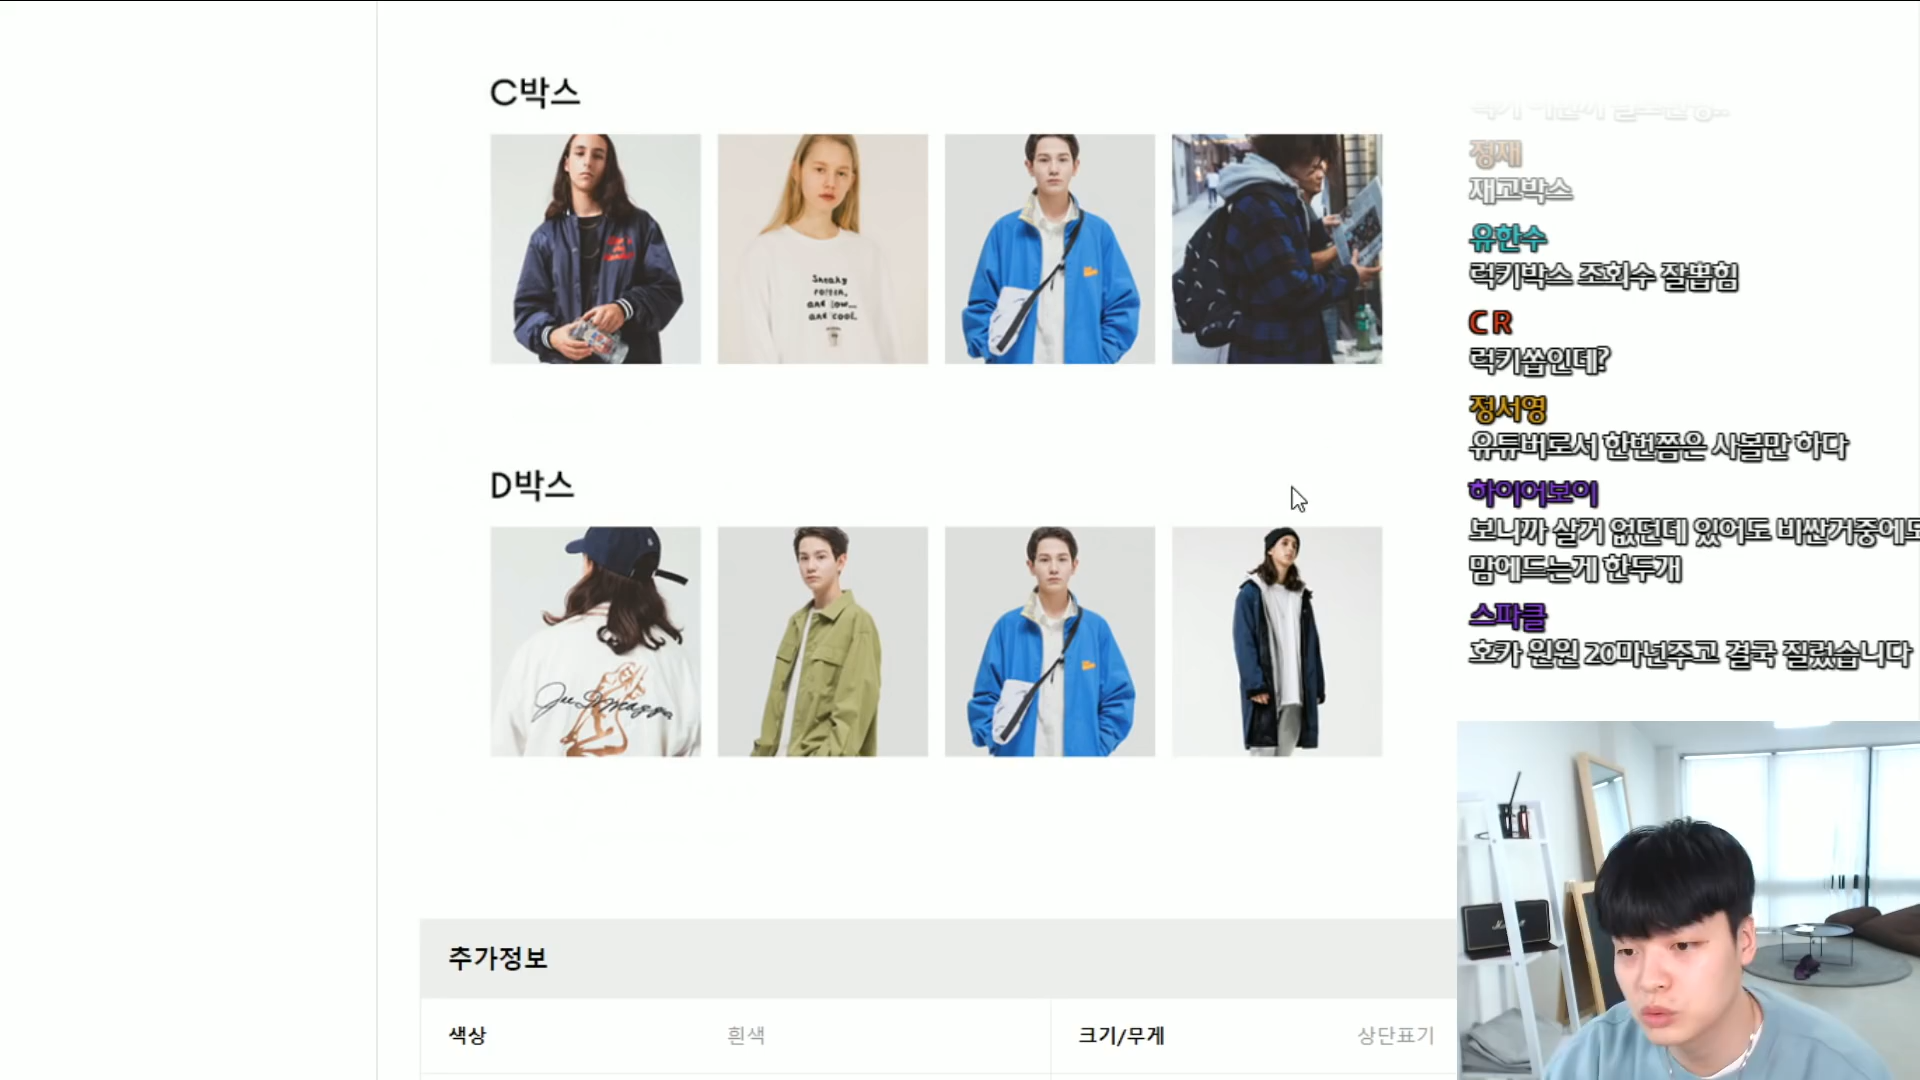 C박스
Sneaky
rotten,
and low...
and cool.
D박스
추가정보
색상
흰색
크기/무게
상단표기
정재
재고박스
유한수
럭키박스 조회수 잘뽑힘
C R
럭키쏩인데?
정서영
유튜버로서 한번쯤은 사볼만 하다
하이어보이
보니까 살거 없던데 있어도 비싼거중에도
맘에드는게 한두개
스파클
호카 원원 20마넌주고 결국 질렀습니다